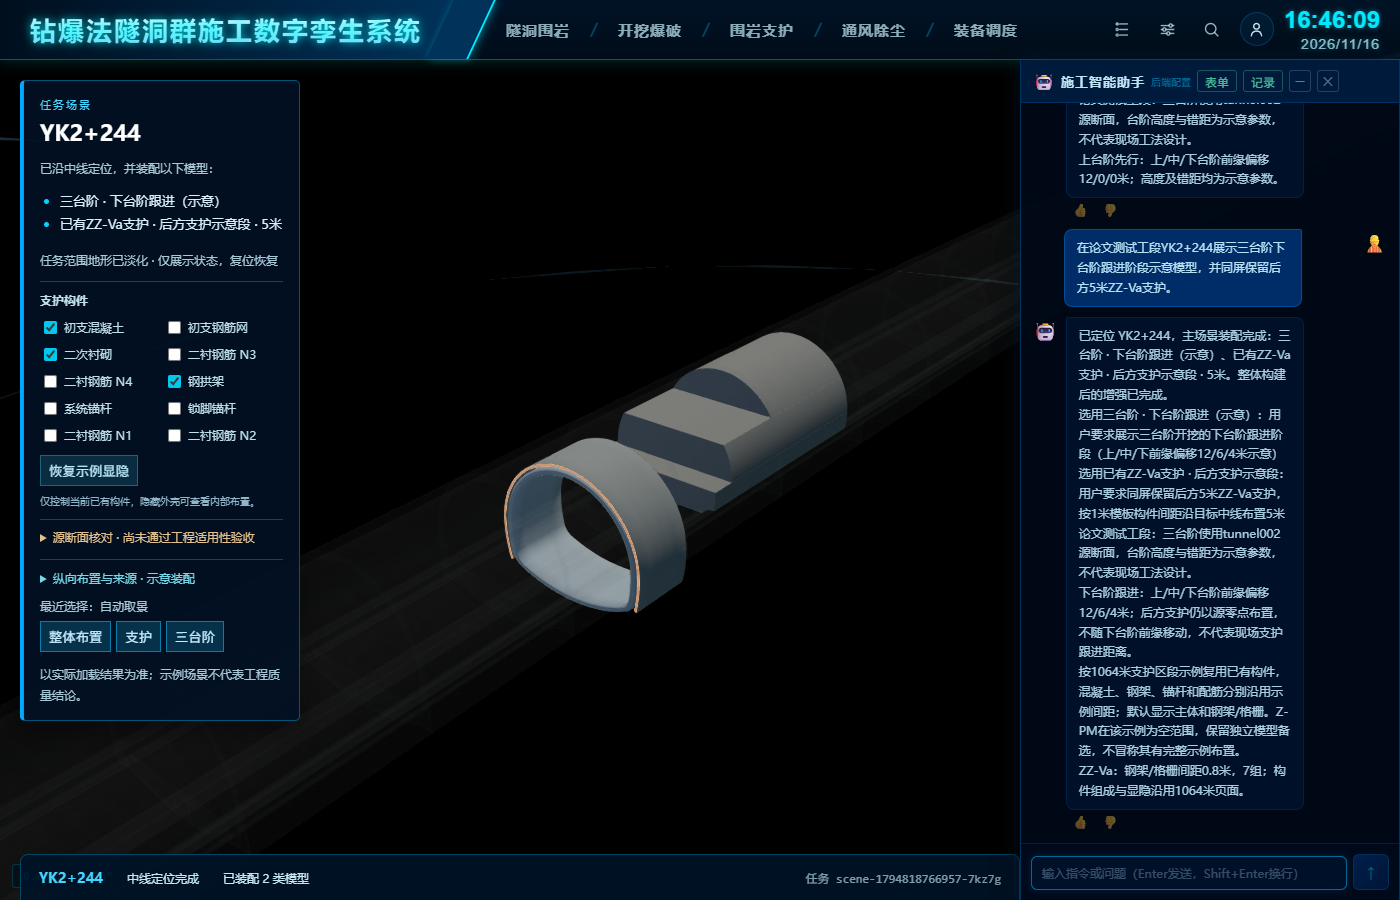 钻爆法隧洞群施工数字孪生系统
隧洞围岩 / 开挖爆破 / 围岩支护 / 通风除尘 / 装备调度
16:46:09
2026/11/16
任务场景
YK2+244
已沿中线定位，并装配以下模型：
三台阶 · 下台阶跟进（示意）
已有ZZ-Va支护 · 后方支护示意段 · 5米
任务范围地形已淡化 · 仅展示状态，复位恢复
支护构件
初支混凝土 初支钢筋网
二次衬砌 二衬钢筋 N3
二衬钢筋 N4 钢拱架
系统锚杆 锁脚锚杆
二衬钢筋 N1 二衬钢筋 N2
恢复示例显隐
仅控制当前已有构件，隐藏外壳可查看内部布置。
源断面核对 · 尚未通过工程适用性验收
纵向布置与来源 · 示意装配
最近选择：自动取景
整体布置 支护 三台阶
以实际加载结果为准；示例场景不代表工程质
量结论。
YK2+244 中线定位完成 已装配 2 类模型
任务 scene-1794818766957-7kz7g
施工智能助手 后端配置 表单 记录
源断面，台阶高度与错距为示意参数，
不代表现场工法设计。
上台阶先行：上/中/下台阶前缘偏移
12/0/0米；高度及错距均为示意参数。
在论文测试工段YK2+244展示三台阶下
台阶跟进阶段示意模型，并同屏保留后
方5米ZZ-Va支护。
已定位 YK2+244，主场景装配完成：三
台阶 · 下台阶跟进（示意）、已有ZZ-Va
支护 · 后方支护示意段 · 5米。整体构建
后的增强已完成。
选用三台阶 · 下台阶跟进（示意）：用
户要求展示三台阶开挖的下台阶跟进阶
段（上/中/下前缘偏移12/6/4米示意）
选用已有ZZ-Va支护 · 后方支护示意段：
用户要求同屏保留后方5米ZZ-Va支护，
按1米模板构件间距沿目标中线布置5米
论文测试工段：三台阶使用tunnel002
源断面，台阶高度与错距为示意参数，
不代表现场工法设计。
下台阶跟进：上/中/下台阶前缘偏移
12/6/4米；后方支护仍以源零点布置，
不随下台阶前缘移动，不代表现场支护
跟进距离。
按1064米支护区段示例复用已有构件，
混凝土、钢架、锚杆和配筋分别沿用示
例间距；默认显示主体和钢架/格栅。Z-
PM在该示例为空范围，保留独立模型备
选，不冒称其有完整示例布置。
ZZ-Va：钢架/格栅间距0.8米，7组；构
件组成与显隐沿用1064米页面。
输入指令或问题（Enter发送，Shift+Enter换行）